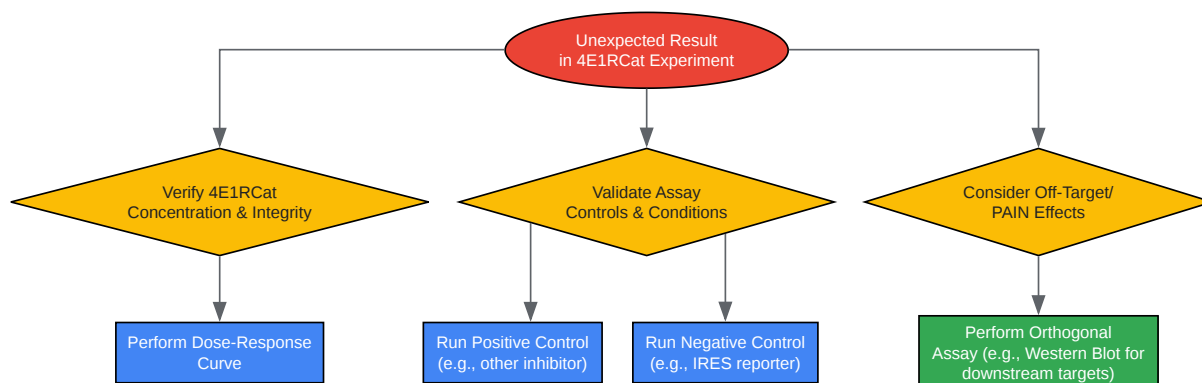 Unexpected Result
in 4E1RCat Experiment
Verify 4E1RCat
Concentration & Integrity
Validate Assay
Controls & Conditions
Consider Off-Target/
PAIN Effects
Perform Dose-Response
Curve
Run Positive Control
(e.g., other inhibitor)
Run Negative Control
(e.g., IRES reporter)
Perform Orthogonal
Assay (e.g., Western Blot for
downstream targets)